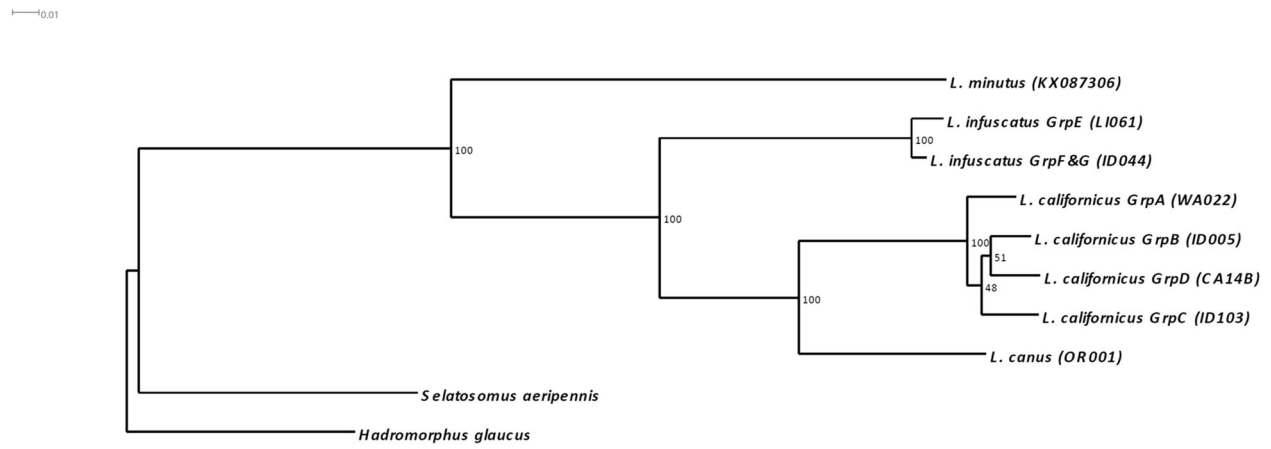 0.01
L. minutus (KX087306)
L. infuscatus GrpE (LI061)
100
100
L. infuscatus GrpF&G (ID044)
L. californicus GrpA (WA022)
100
L. californicus GrpB (ID005)
100
51
L. californicus GrpD (CA14B)
48
100
L. californicus GrpC (ID103)
L. canus (OR001)
Selatosomus aeripennis
Hadromorphus glaucus